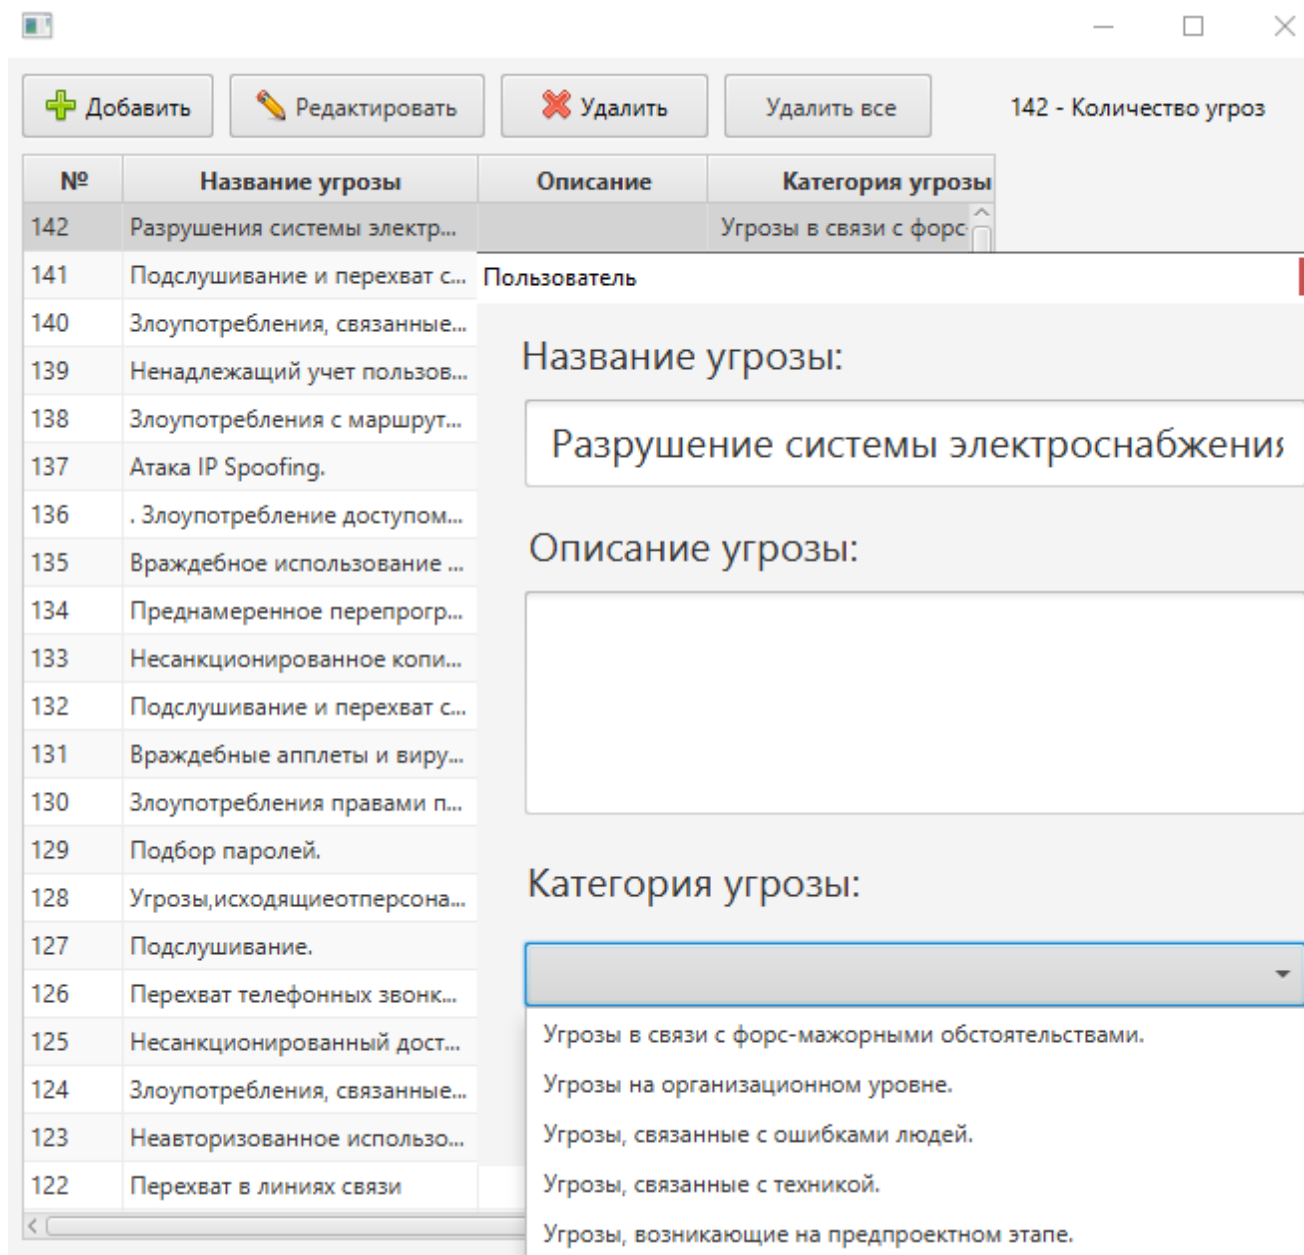 Добавить Редактировать Удалить Удалить все 142 - Количество угроз
№ Название угрозы Описание Категория угрозы
142 Разрушения системы электр... Угрозы в связи с форс-
141 Подслушивание и перехват с...
Пользователь
140 Злоупотребления, связанные...
139 Ненадлежащий учет пользов...
138 Злоупотребления с маршрут...
137 Атака IP Spoofing.
136 . Злоупотребление доступом...
135 Враждебное использование ...
134 Преднамеренное перепрогр...
133 Несанкционированное копи...
132 Подслушивание и перехват с...
131 Враждебные апплеты и виру...
130 Злоупотребления правами п...
129 Подбор паролей.
128 Угрозы,исходящиеотперсона...
127 Подслушивание.
126 Перехват телефонных звонк...
125 Несанкционированный дост...
124 Злоупотребления, связанные...
123 Неавторизованное использо...
122 Перехват в линиях связи
Название угрозы:
Разрушение системы электроснабжения
Описание угрозы:
Категория угрозы:
Угрозы в связи с форс-мажорными обстоятельствами.
Угрозы на организационном уровне.
Угрозы, связанные с ошибками людей.
Угрозы, связанные с техникой.
Угрозы, возникающие на предпроектном этапе.